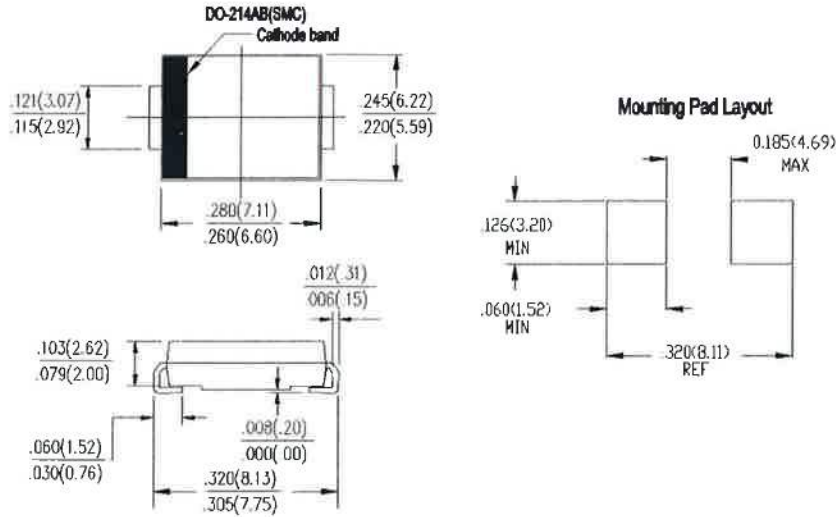 DO-214AB(SMC)
Cathode band
.121(3.07)
.115(2.92)
.245(6.22)
.220(5.59)
.280(7.11)
.260(6.60)
.012(.31)
.006(.15)
.103(2.62)
.079(2.00)
.060(1.52)
.030(0.76)
.008(.20)
.000(.00)
.320(8.13)
.305(7.75)
Mounting Pad Layout
0.185(4.69)
MAX
.126(3.20)
MIN
.060(1.52)
MIN
.320(8.11)
REF